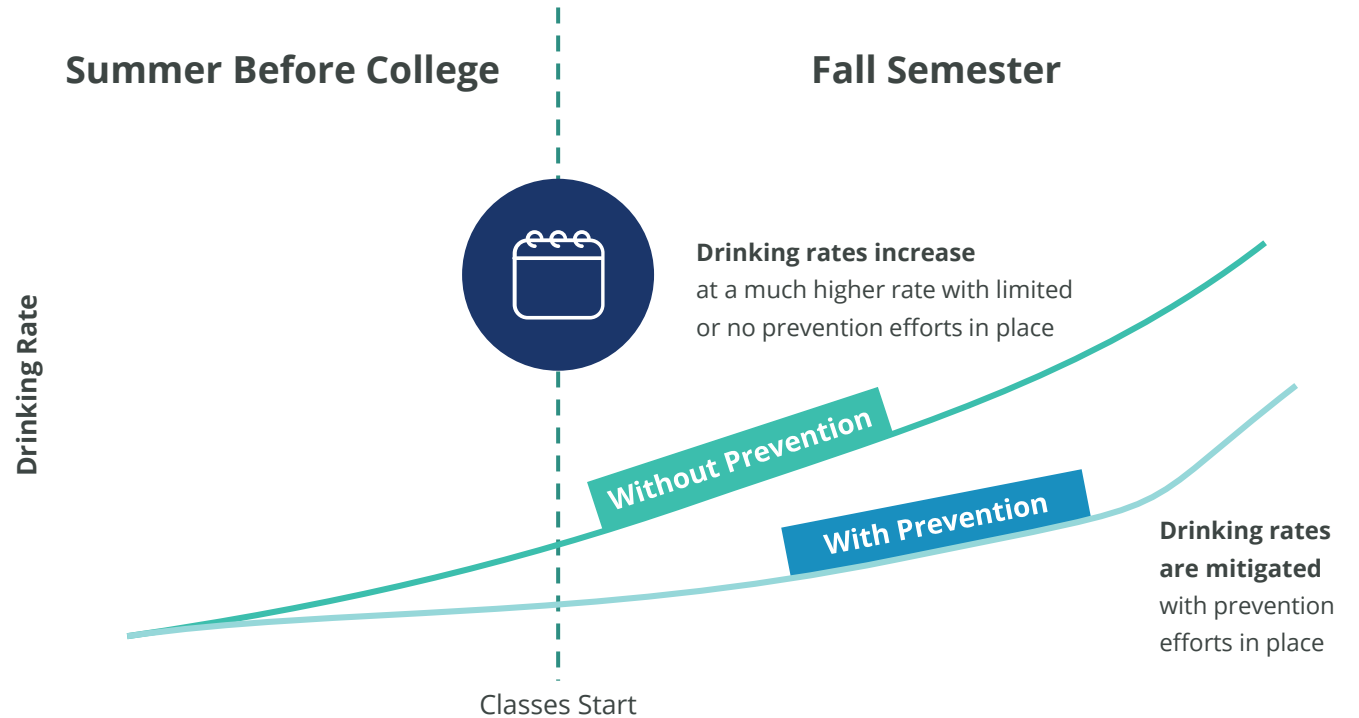 Summer Before College
Fall Semester
Drinking rates increase
at a much higher rate with limited
or no prevention efforts in place
Drinking Rate
Without Prevention
With Prevention
Drinking rates
are mitigated
with prevention
efforts in place
Classes Start